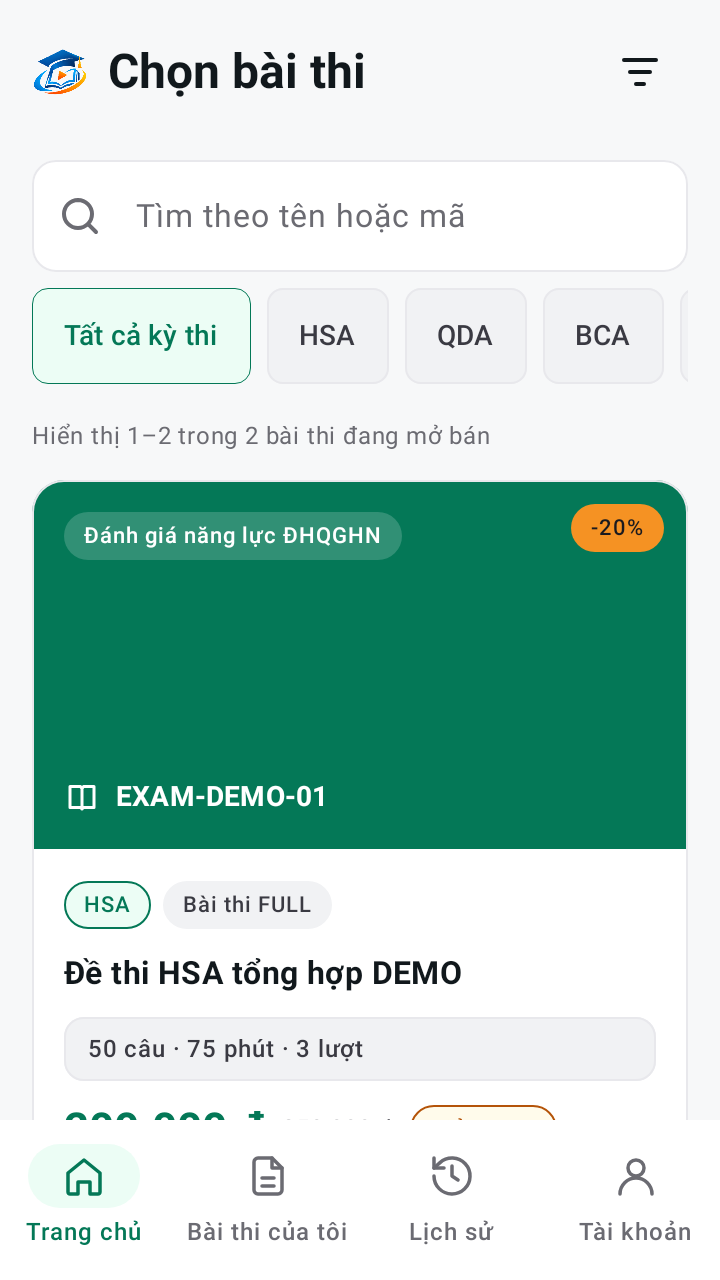 Chọn bài thi
Tìm theo tên hoặc mã
Tất cả kỳ thi
HSA
QDA
BCA
Hiển thị 1–2 trong 2 bài thi đang mở bán
Đánh giá năng lực ĐHQGHN
-20%
EXAM-DEMO-01
HSA
Bài thi FULL
Đề thi HSA tổng hợp DEMO
50 câu · 75 phút · 3 lượt
Trang chủ
Bài thi của tôi
Lịch sử
Tài khoản